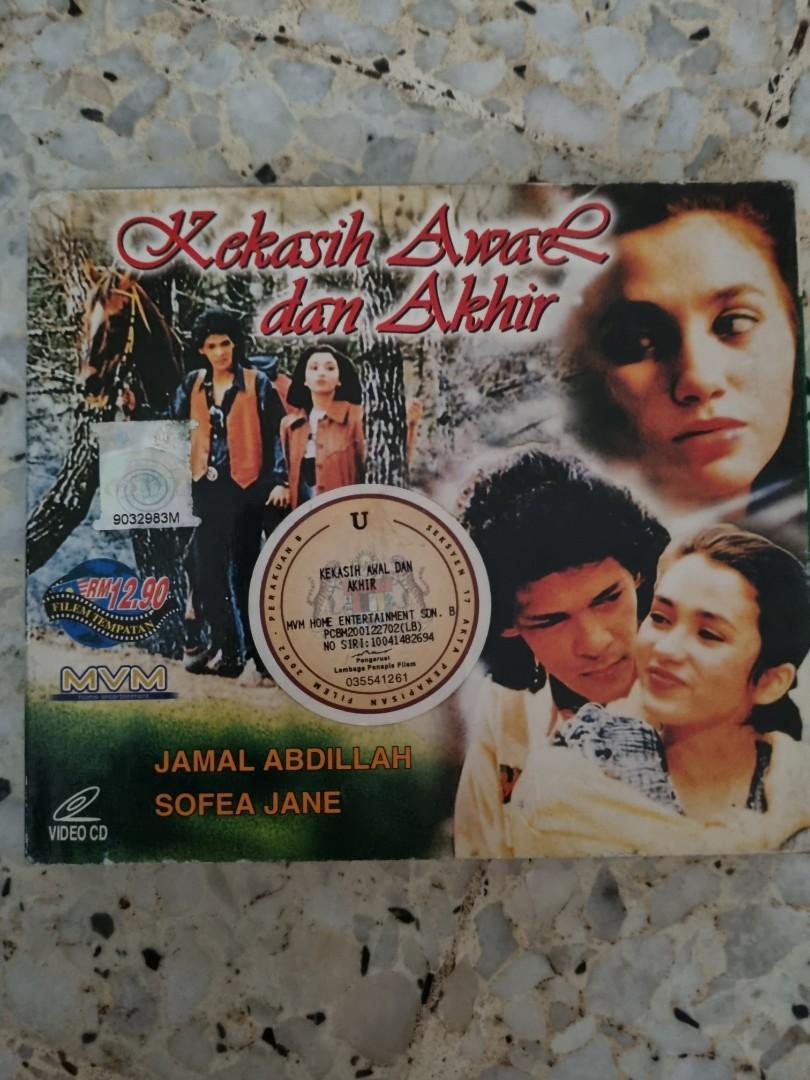 Kekasih Awal
dan Akhir
9032983M
RM12.90
FILEM TEMPATAN
MVM
home entertainment
U
PERAKUAN B
SEKSYEN 17 AKTA PENAPISAN FILEM 2002
KEKASIH AWAL DAN
AKHIR
MVM HOME ENTERTAINMENT SDN. B
PCBM200122702(LB)
NO SIRI:10041482694
Pengerusi
Lembaga Penapis Filem
035541261
JAMAL ABDILLAH
SOFEA JANE
VIDEO CD